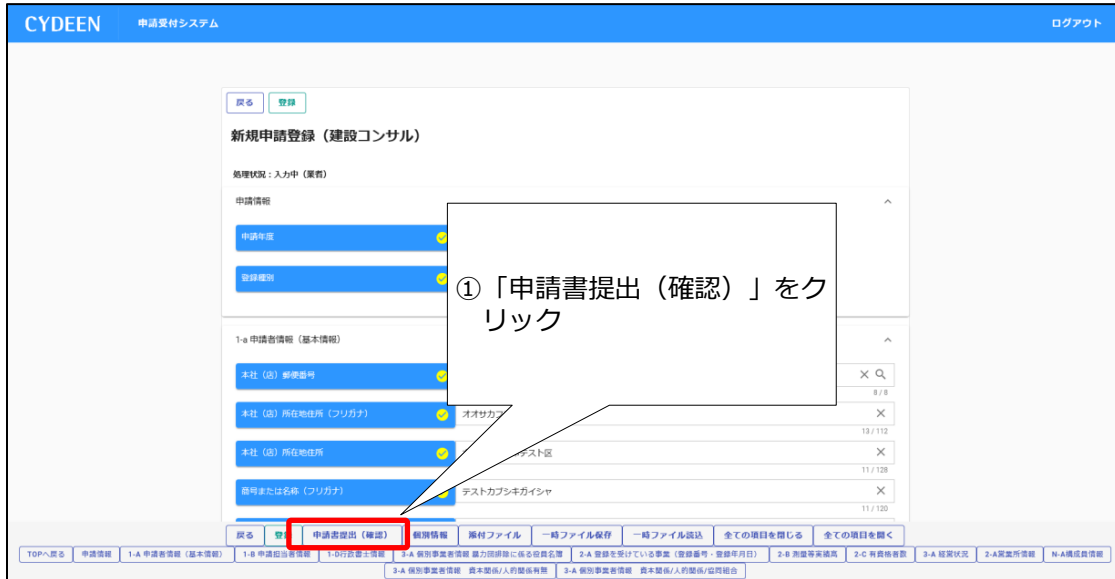 CYDEEN 申請受付システム ログアウト
戻る 登録
新規申請登録（建設コンサル）
処理状況：入力中（業者）
申請情報
申請年度
登録種別
①「申請書提出（確認）」をク
リック
1-a 申請者情報（基本情報）
本社（店）郵便番号
8 / 8
本社（店）所在地住所（フリガナ） オオサカフ
13 / 112
本社（店）所在地住所 テスト区
11 / 128
商号または名称（フリガナ） テストカブシキガイシャ
11 / 120
戻る 登 申請書提出（確認） 個別情報 添付ファイル 一時ファイル保存 一時ファイル読込 全ての項目を閉じる 全ての項目を開く
TOPへ戻る 申請情報 1-A 申請者情報（基本情報） 1-B 申請担当者情報 1-D行政書士情報 3-A 個別事業者情報 暴力団排除に係る役員名簿 2-A 登録を受けている事業（登録番号・登録年月日） 2-B 測量等実績高 2-C 有資格者数 3-A 経営状況 2-A営業所情報 N-A構成員情報
3-A 個別事業者情報 資本関係/人的関係有無 3-A 個別事業者情報 資本関係/人的関係/協同組合